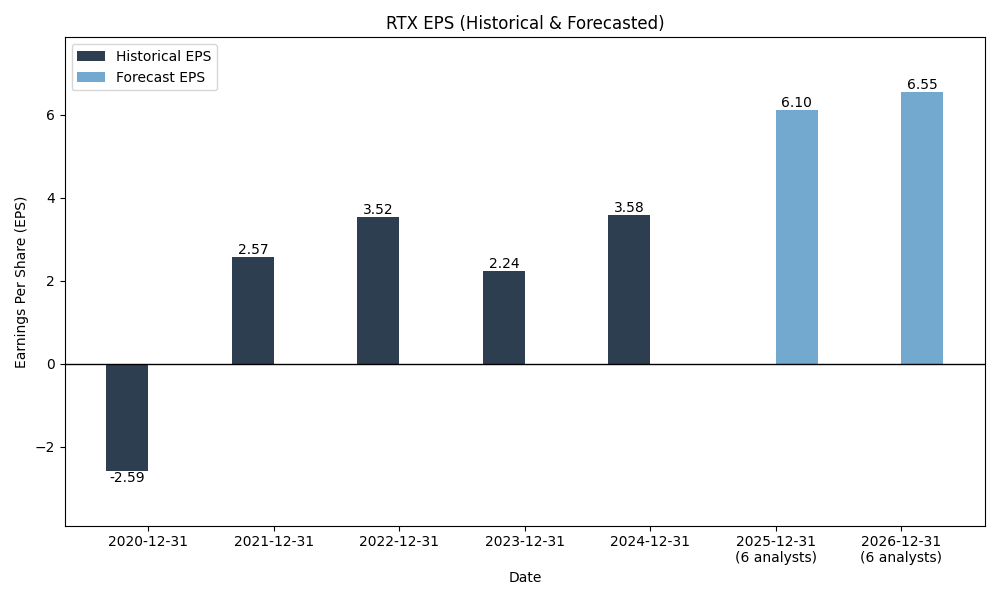 RTX EPS (Historical & Forecasted)
Historical EPS
Forecast EPS
Earnings Per Share (EPS)
6
4
2
0
−2
-2.59
2.57
3.52
2.24
3.58
6.10
6.55
2020-12-31
2021-12-31
2022-12-31
2023-12-31
2024-12-31
2025-12-31
(6 analysts)
2026-12-31
(6 analysts)
Date